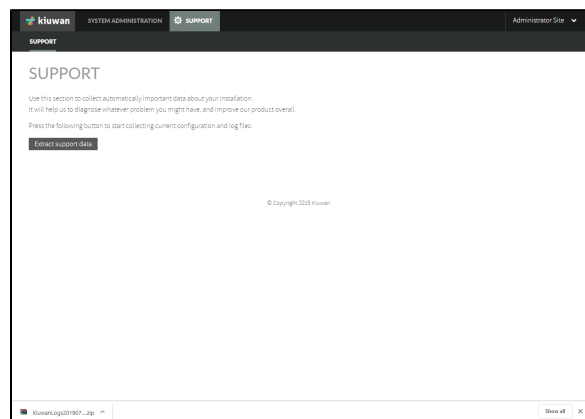 kiuwan SYSTEM ADMINISTRATION SUPPORT Administrator Site
SUPPORT
SUPPORT
Use this section to collect automatically important data about your installation.
It will help us to diagnose whatever problem you might have, and improve our product overall.
Press the following button to start collecting current configuration and log files:
Extract support data
© Copyright 2019 Kiuwan
KiuwanLogs201907....zip Show all